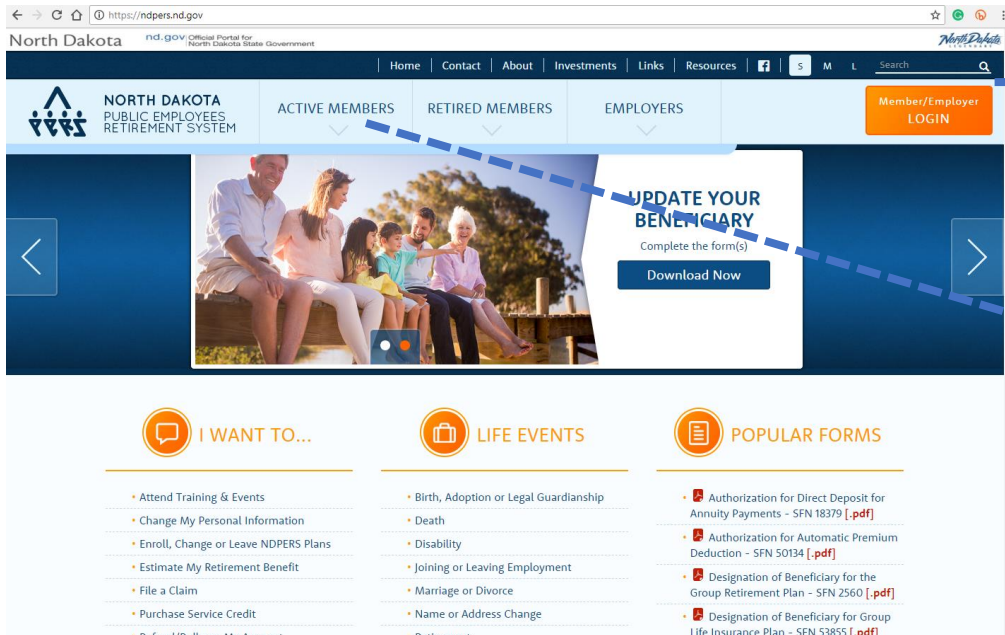 https://ndpers.nd.gov
North Dakota nd.gov Official Portal for
North Dakota State Government
North Dakota
LEGENDARY
Home | Contact | About | Investments | Links | Resources | f | S M L Search
NORTH DAKOTA
PUBLIC EMPLOYEES
RETIREMENT SYSTEM
ACTIVE MEMBERS
RETIRED MEMBERS
EMPLOYERS
Member/Employer
LOGIN
UPDATE YOUR
BENEFICIARY
Complete the form(s)
Download Now
I WANT TO...
• Attend Training & Events
• Change My Personal Information
• Enroll, Change or Leave NDPERS Plans
• Estimate My Retirement Benefit
• File a Claim
• Purchase Service Credit
LIFE EVENTS
• Birth, Adoption or Legal Guardianship
• Death
• Disability
• Joining or Leaving Employment
• Marriage or Divorce
• Name or Address Change
POPULAR FORMS
• Authorization for Direct Deposit for
Annuity Payments - SFN 18379 [.pdf]
• Authorization for Automatic Premium
Deduction - SFN 50134 [.pdf]
• Designation of Beneficiary for the
Group Retirement Plan - SFN 2560 [.pdf]
• Designation of Beneficiary for Group
Life Insurance Plan - SFN 53855 [.pdf]